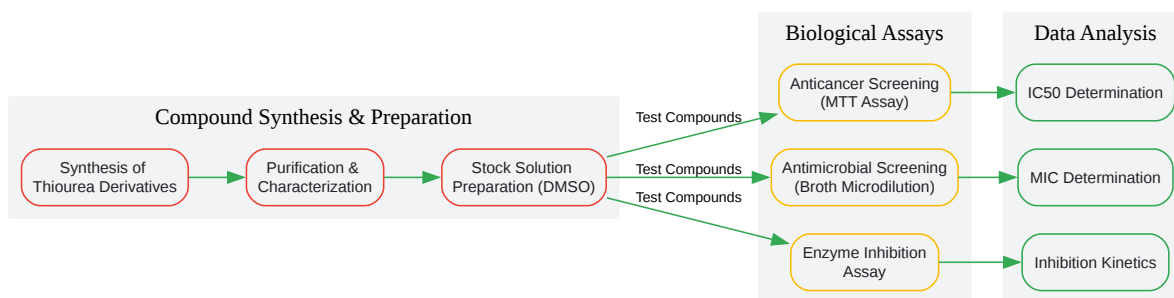 Compound Synthesis & Preparation
Synthesis of
Thiourea Derivatives
Purification &
Characterization
Stock Solution
Preparation (DMSO)
Test Compounds
Test Compounds
Test Compounds
Biological Assays
Anticancer Screening
(MTT Assay)
Antimicrobial Screening
(Broth Microdilution)
Enzyme Inhibition
Assay
Data Analysis
IC50 Determination
MIC Determination
Inhibition Kinetics